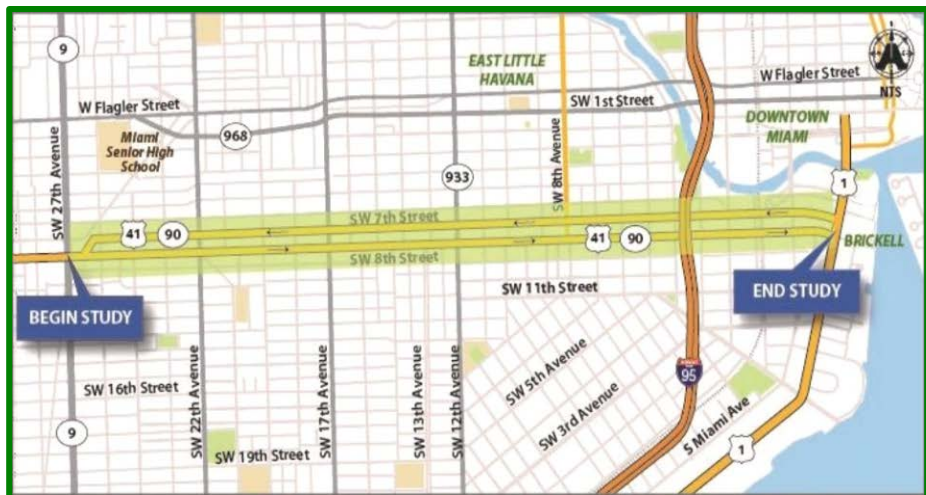 9
EAST LITTLE
HAVANA
W Flagler Street
NTS
W Flagler Street
SW 1st Street
DOWNTOWN
MIAMI
968
Miami
Senior High
School
SW 27th Avenue
933
SW 8th Avenue
1
SW 7th Street
41
90
41
90
BRICKELL
SW 8th Street
BEGIN STUDY
SW 11th Street
END STUDY
SW 16th Street
SW 22th Avenue
SW 17th Avenue
SW 13th Avenue
SW 12th Avenue
SW 5th Avenue
SW 3rd Avenue
95
S Miami Ave
9
SW 19th Street
1